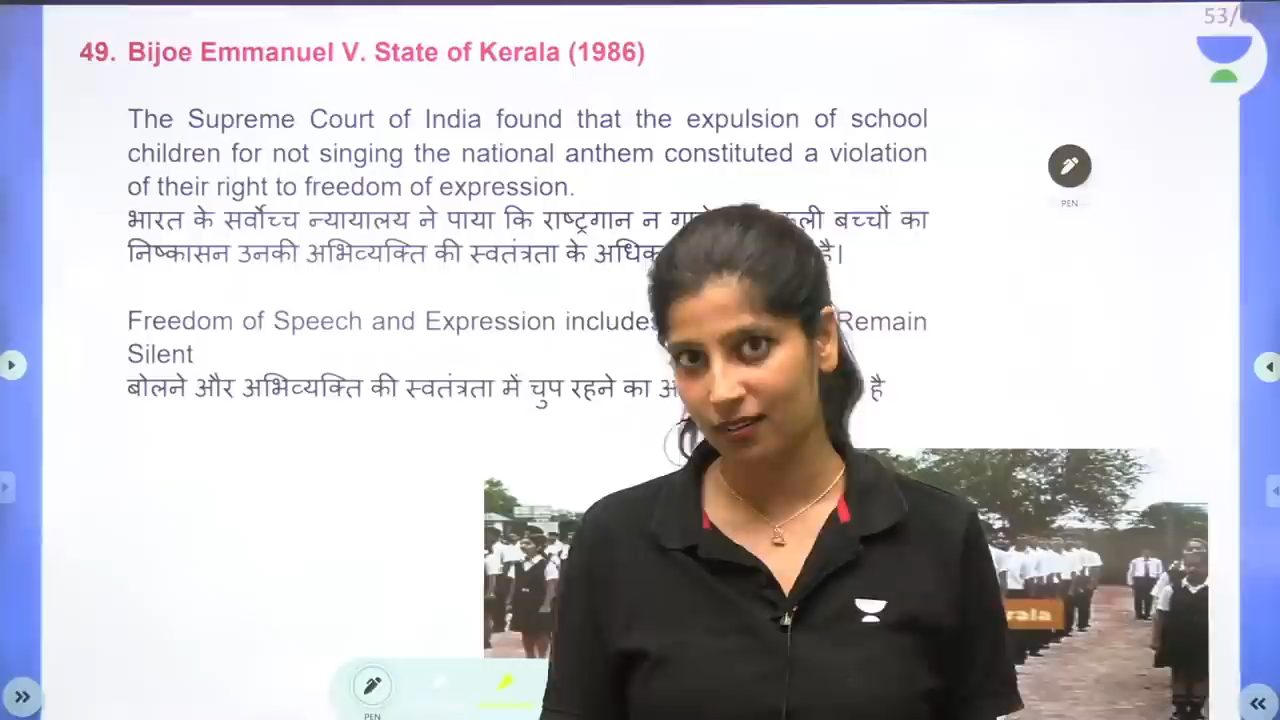 53/
49. Bijoe Emmanuel V. State of Kerala (1986)
The Supreme Court of India found that the expulsion of school
children for not singing the national anthem constituted a violation
of their right to freedom of expression.
भारत के सर्वोच्च न्यायालय ने पाया कि राष्ट्रगान न बच्चों का
निष्कासन उनकी अभिव्यक्ति की स्वतंत्रता के है।
Freedom of Speech and Expression includes Remain
Silent
बोलने और अभिव्यक्ति की स्वतंत्रता में चुप रहने का है
PEN
rala
PEN